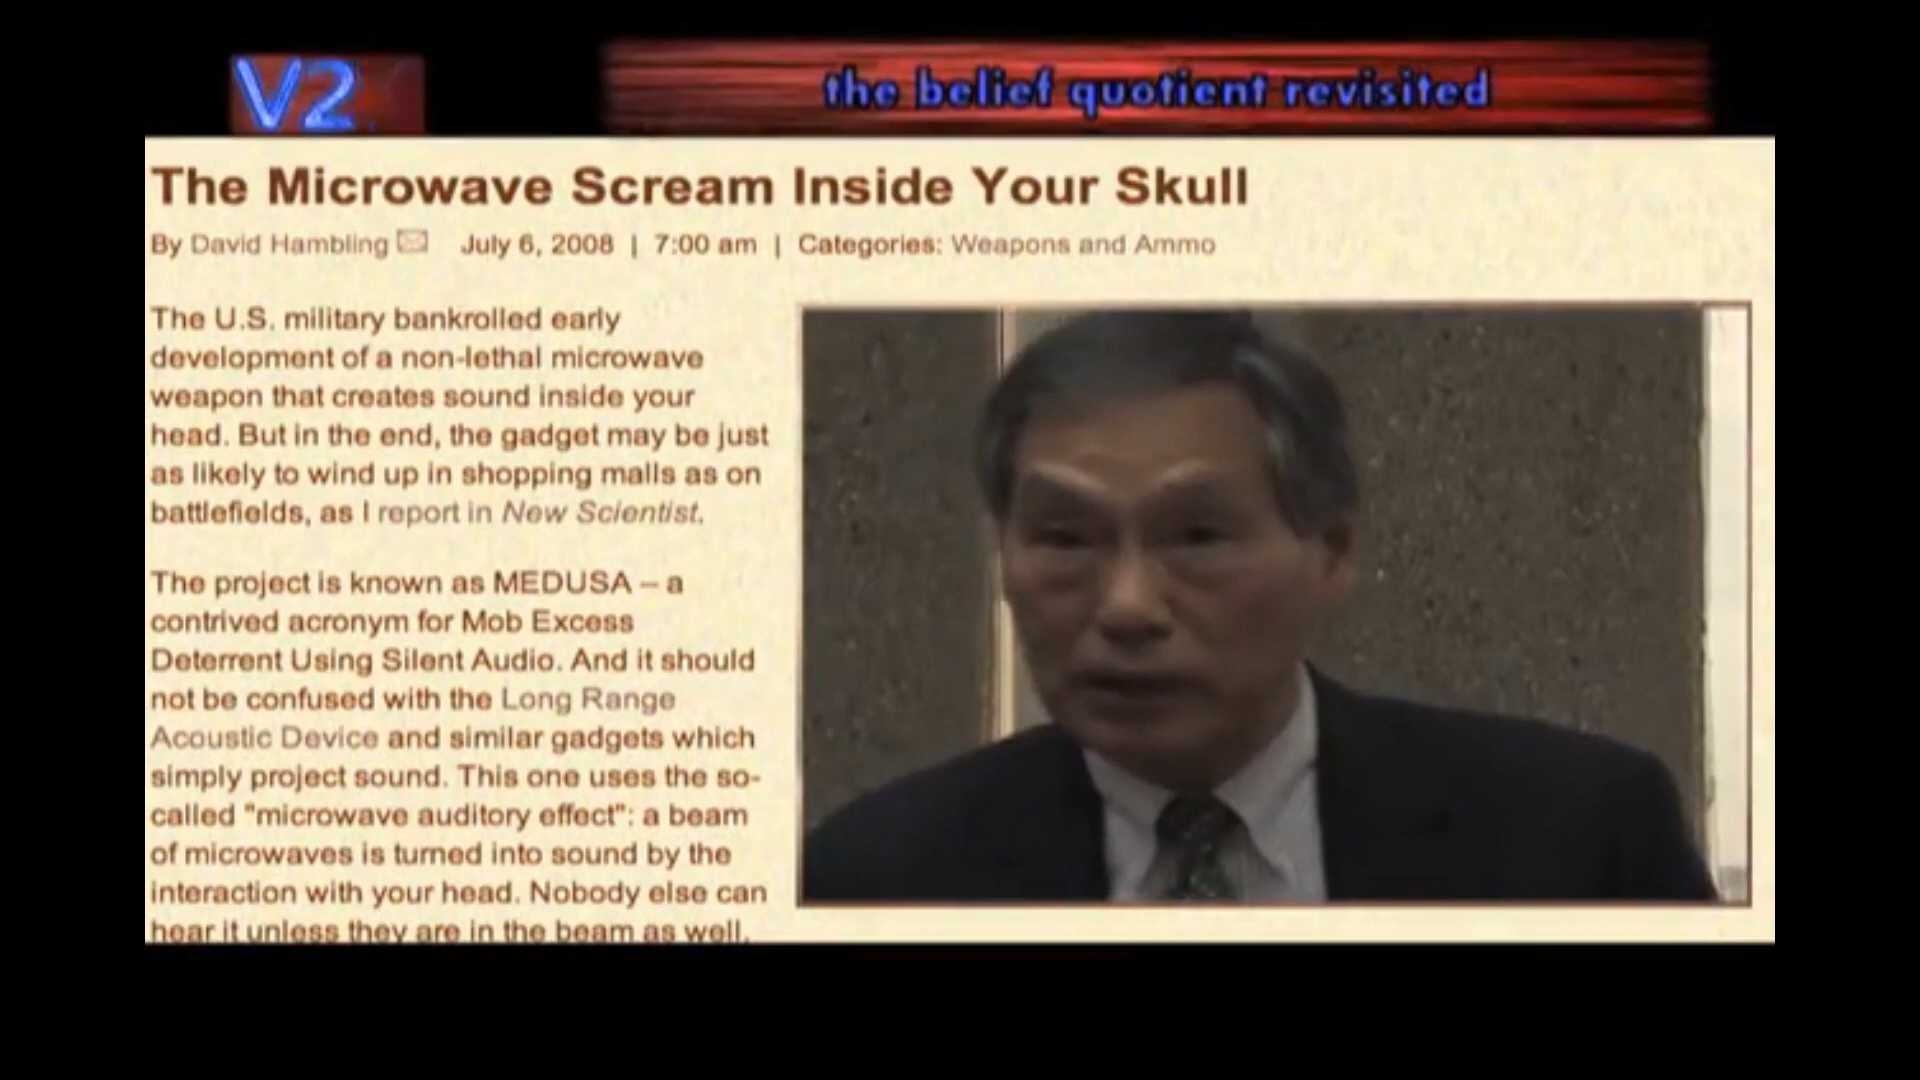 V2
the belief quotient revisited
The Microwave Scream Inside Your Skull
By David Hambling July 6, 2008 | 7:00 am | Categories: Weapons and Ammo
The U.S. military bankrolled early
development of a non-lethal microwave
weapon that creates sound inside your
head. But in the end, the gadget may be just
as likely to wind up in shopping malls as on
battlefields, as I report in New Scientist.
The project is known as MEDUSA – a
contrived acronym for Mob Excess
Deterrent Using Silent Audio. And it should
not be confused with the Long Range
Acoustic Device and similar gadgets which
simply project sound. This one uses the so-
called "microwave auditory effect": a beam
of microwaves is turned into sound by the
interaction with your head. Nobody else can
hear it unless they are in the beam as well.